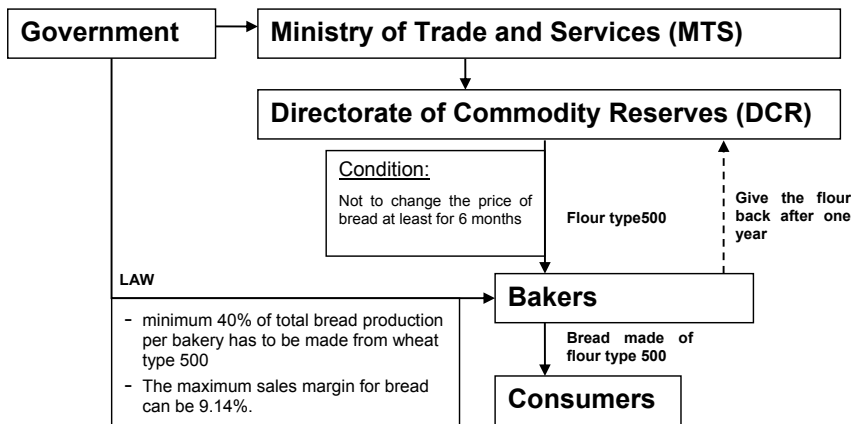 Government
Ministry of Trade and Services (MTS)
Directorate of Commodity Reserves (DCR)
Condition:
Not to change the price of
bread at least for 6 months
Flour type500
Give the flour
back after one
year
LAW
Bakers
- minimum 40% of total bread production
per bakery has to be made from wheat
type 500
- The maximum sales margin for bread
can be 9.14%.
Bread made of
flour type 500
Consumers